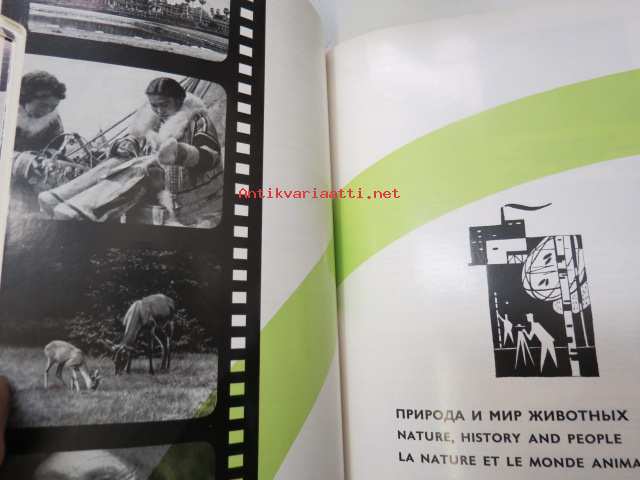 Antikvariaatti.net
ПРИРОДА И МИР ЖИВОТНЫХ
NATURE, HISTORY AND PEOPLE
LA NATURE ET LE MONDE ANIMA